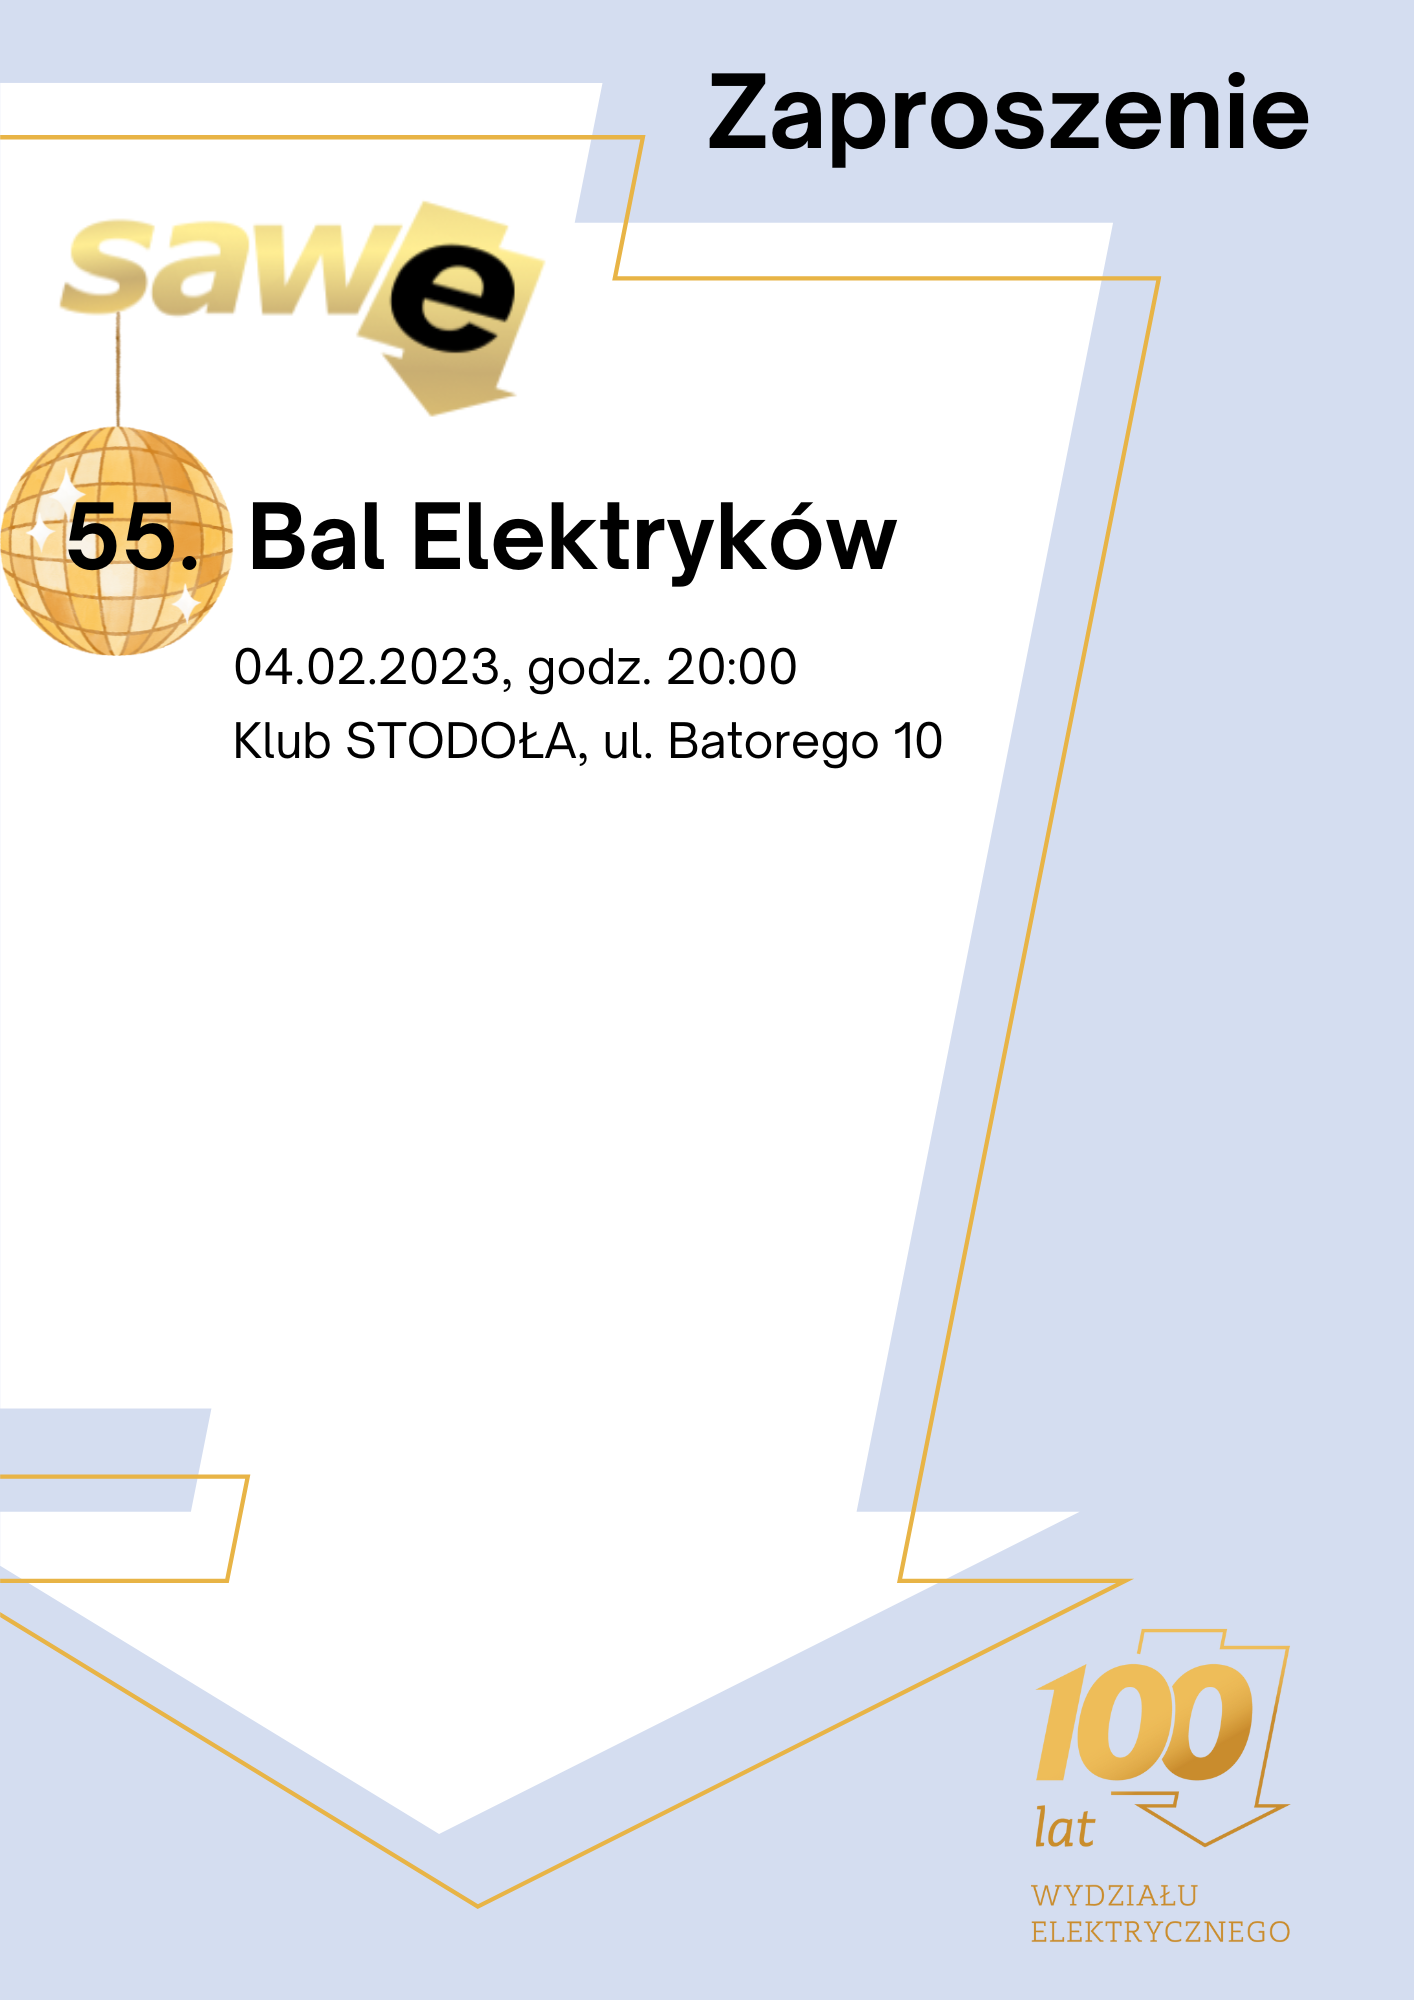 Zaproszenie
sawe
55. Bal Elektryków
04.02.2023, godz. 20:00
Klub STODOŁA, ul. Batorego 10
100
lat
WYDZIAŁU
ELEKTRYCZNEGO